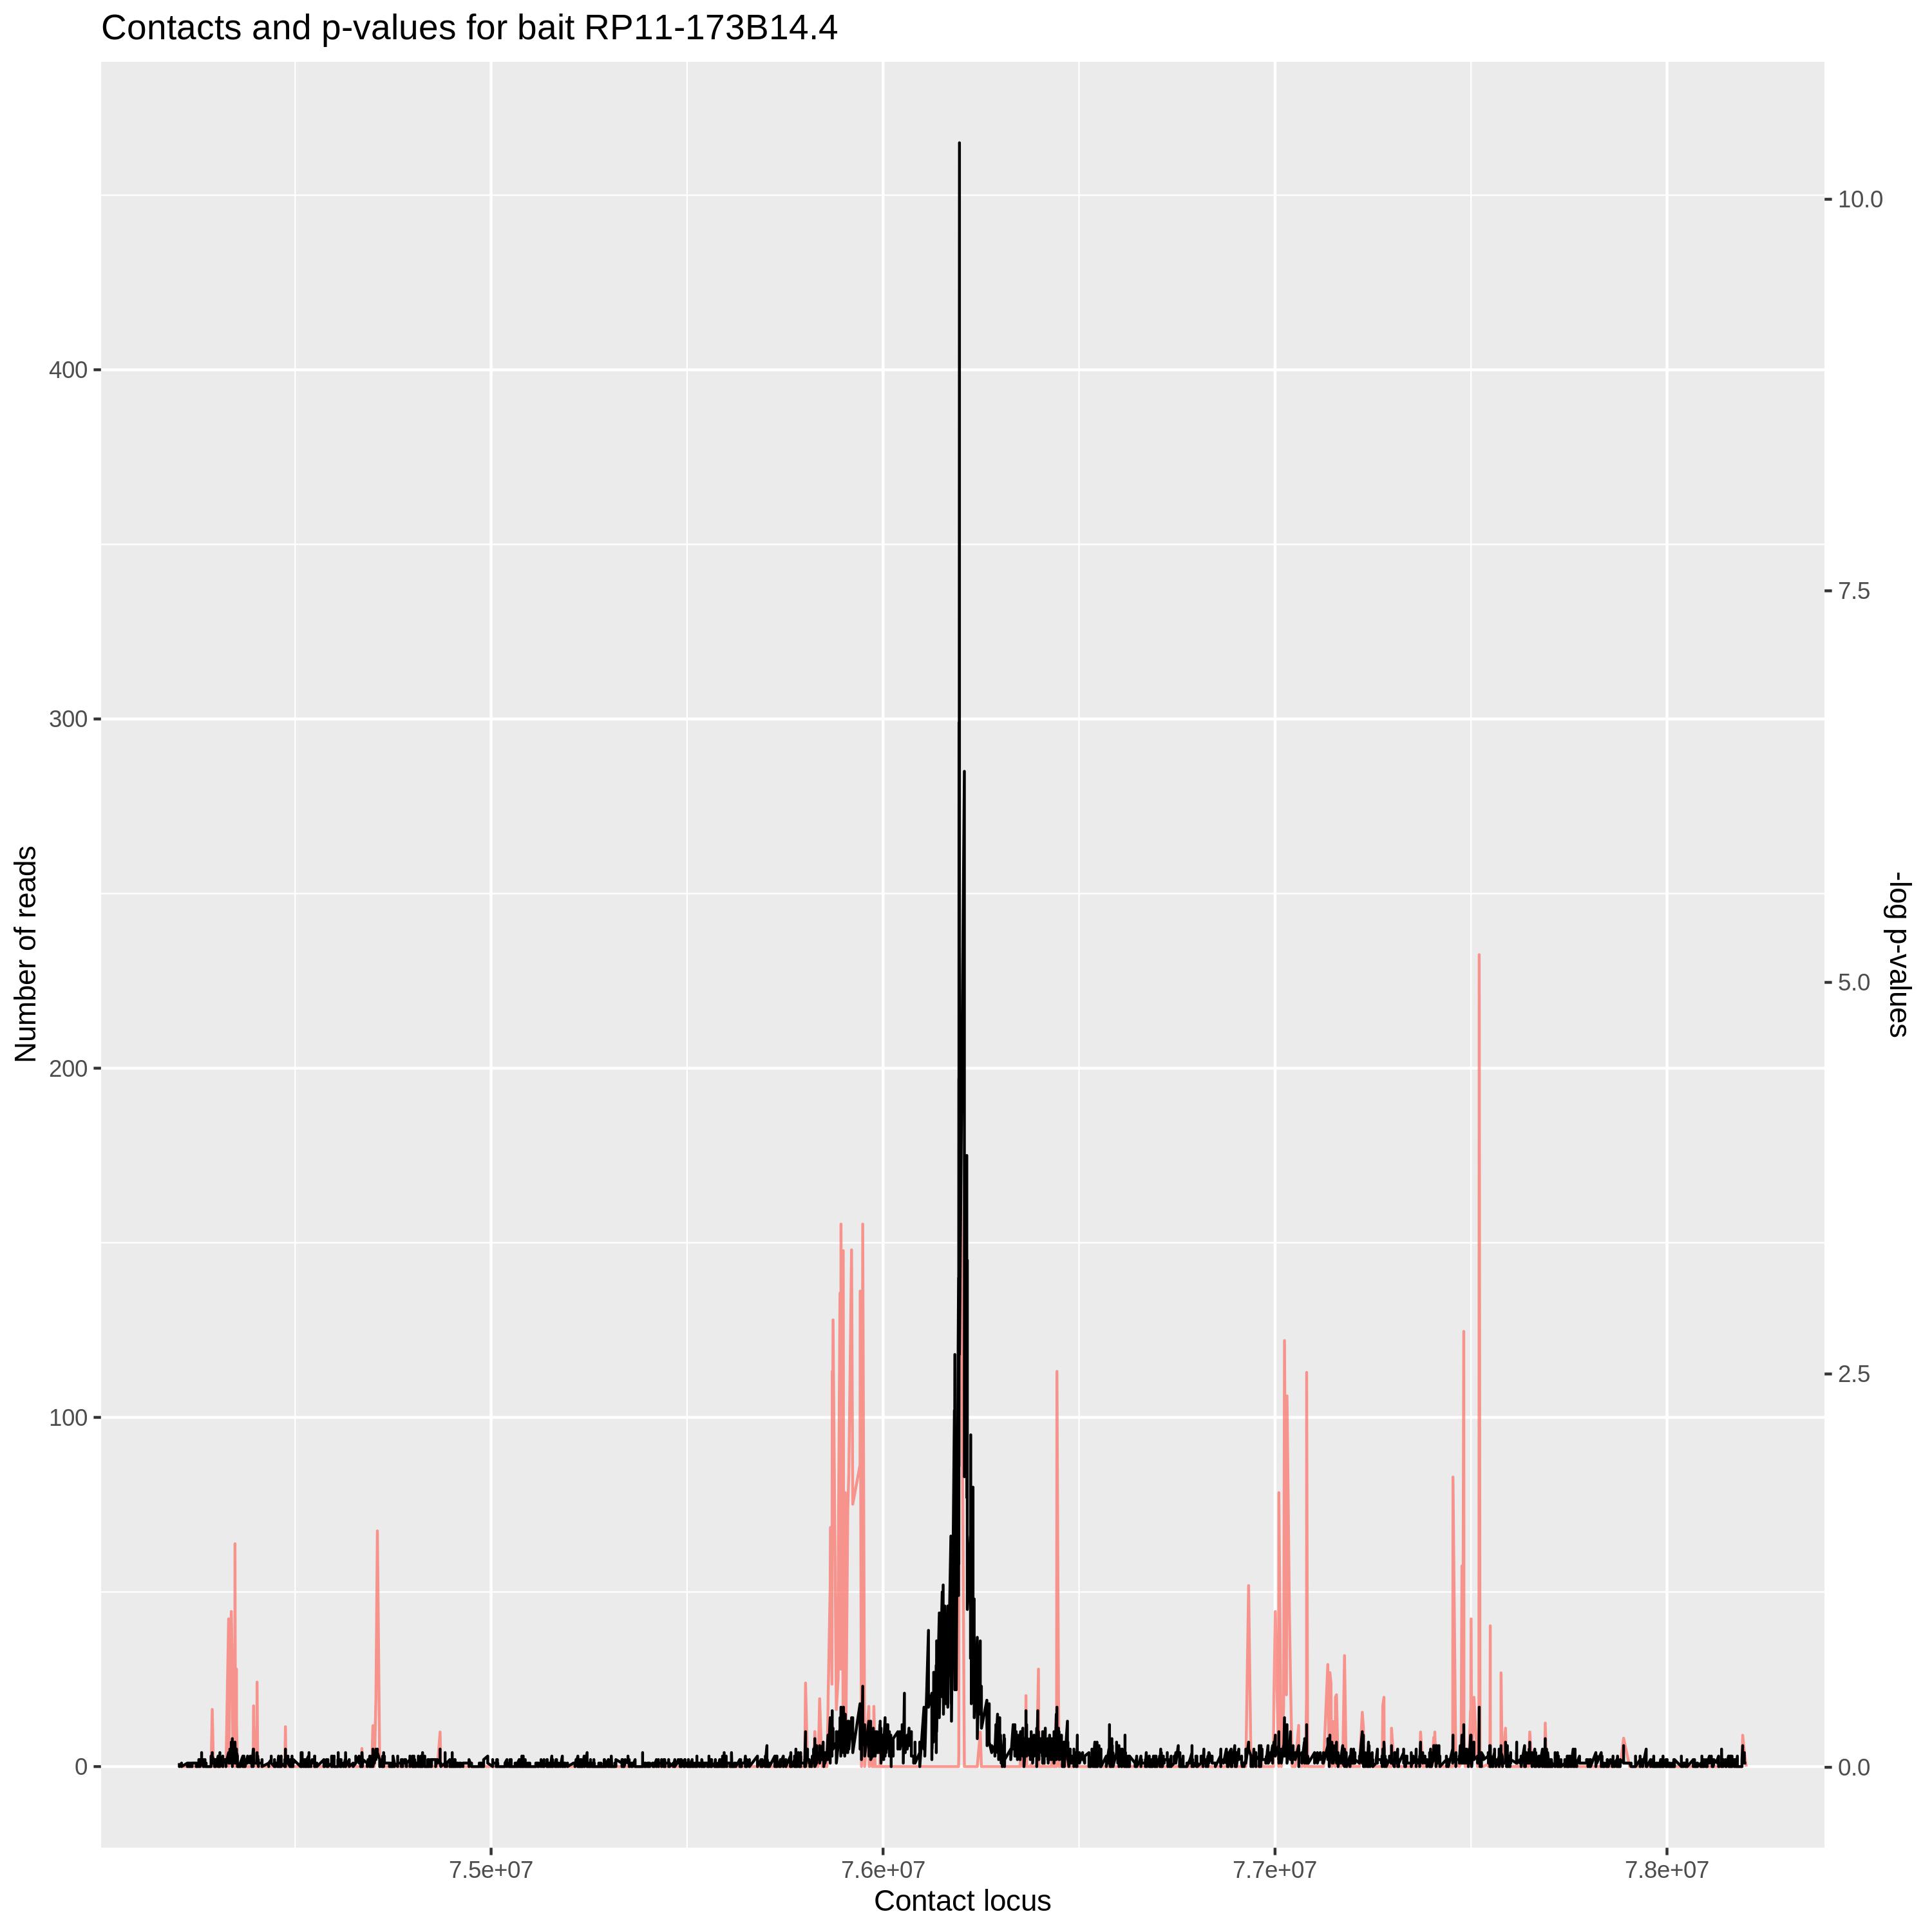 Contacts and p-values for bait RP11-173B14.4
Number of reads
400
300
200
100
0
10.0
7.5
5.0
2.5
0.0
-log p-values
7.5e+07
7.6e+07
7.7e+07
7.8e+07
Contact locus